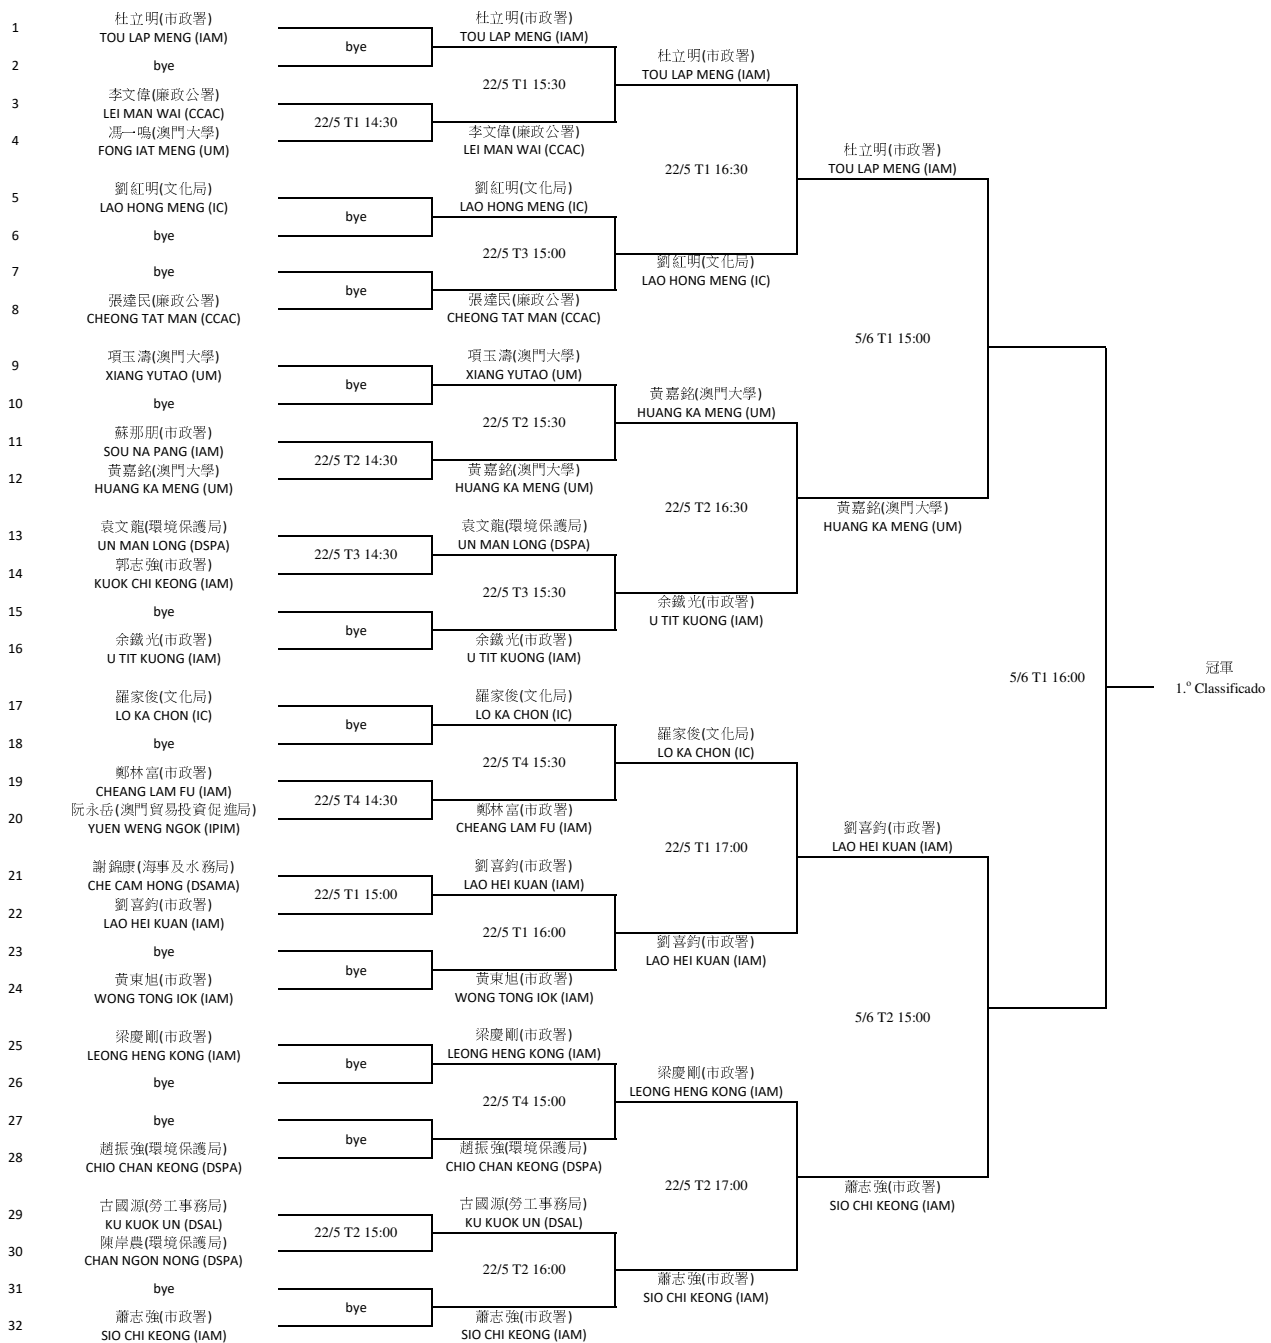 1
杜立明(市政署)
TOU LAP MENG (IAM)
2
bye
3
李文偉(廉政公署)
LEI MAN WAI (CCAC)
4
馮一鳴(澳門大學)
FONG IAT MENG (UM)
5
劉紅明(文化局)
LAO HONG MENG (IC)
6
bye
7
bye
8
張達民(廉政公署)
CHEONG TAT MAN (CCAC)
9
項玉濤(澳門大學)
XIANG YUTAO (UM)
10
bye
11
蘇那朋(市政署)
SOU NA PANG (IAM)
12
黃嘉銘(澳門大學)
HUANG KA MENG (UM)
13
袁文龍(環境保護局)
UN MAN LONG (DSPA)
14
郭志強(市政署)
KUOK CHI KEONG (IAM)
15
bye
16
余鐵光(市政署)
U TIT KUONG (IAM)
17
羅家俊(文化局)
LO KA CHON (IC)
18
bye
19
鄭林富(市政署)
CHEANG LAM FU (IAM)
20
阮永岳(澳門貿易投資促進局)
YUEN WENG NGOK (IPIM)
21
謝錦康(海事及水務局)
CHE CAM HONG (DSAMA)
22
劉喜鈞(市政署)
LAO HEI KUAN (IAM)
23
bye
24
黃東旭(市政署)
WONG TONG IOK (IAM)
25
梁慶剛(市政署)
LEONG HENG KONG (IAM)
26
bye
27
bye
28
趙振強(環境保護局)
CHIO CHAN KEONG (DSPA)
29
古國源(勞工事務局)
KU KUOK UN (DSAL)
30
陳岸農(環境保護局)
CHAN NGON NONG (DSPA)
31
bye
32
蕭志強(市政署)
SIO CHI KEONG (IAM)
bye
22/5 T1 14:30
bye
bye
bye
22/5 T2 14:30
22/5 T3 14:30
bye
bye
22/5 T4 14:30
22/5 T1 15:00
bye
bye
bye
22/5 T2 15:00
bye
杜立明(市政署)
TOU LAP MENG (IAM)
22/5 T1 15:30
李文偉(廉政公署)
LEI MAN WAI (CCAC)
劉紅明(文化局)
LAO HONG MENG (IC)
22/5 T3 15:00
張達民(廉政公署)
CHEONG TAT MAN (CCAC)
項玉濤(澳門大學)
XIANG YUTAO (UM)
22/5 T2 15:30
黃嘉銘(澳門大學)
HUANG KA MENG (UM)
袁文龍(環境保護局)
UN MAN LONG (DSPA)
22/5 T3 15:30
余鐵光(市政署)
U TIT KUONG (IAM)
羅家俊(文化局)
LO KA CHON (IC)
22/5 T4 15:30
鄭林富(市政署)
CHEANG LAM FU (IAM)
劉喜鈞(市政署)
LAO HEI KUAN (IAM)
22/5 T1 16:00
黃東旭(市政署)
WONG TONG IOK (IAM)
梁慶剛(市政署)
LEONG HENG KONG (IAM)
22/5 T4 15:00
趙振強(環境保護局)
CHIO CHAN KEONG (DSPA)
古國源(勞工事務局)
KU KUOK UN (DSAL)
22/5 T2 16:00
蕭志強(市政署)
SIO CHI KEONG (IAM)
杜立明(市政署)
TOU LAP MENG (IAM)
22/5 T1 16:30
劉紅明(文化局)
LAO HONG MENG (IC)
黃嘉銘(澳門大學)
HUANG KA MENG (UM)
22/5 T2 16:30
余鐵光(市政署)
U TIT KUONG (IAM)
羅家俊(文化局)
LO KA CHON (IC)
22/5 T1 17:00
劉喜鈞(市政署)
LAO HEI KUAN (IAM)
梁慶剛(市政署)
LEONG HENG KONG (IAM)
22/5 T2 17:00
蕭志強(市政署)
SIO CHI KEONG (IAM)
杜立明(市政署)
TOU LAP MENG (IAM)
5/6 T1 15:00
黃嘉銘(澳門大學)
HUANG KA MENG (UM)
劉喜鈞(市政署)
LAO HEI KUAN (IAM)
5/6 T2 15:00
蕭志強(市政署)
SIO CHI KEONG (IAM)
5/6 T1 16:00
冠軍
1.º Classificado